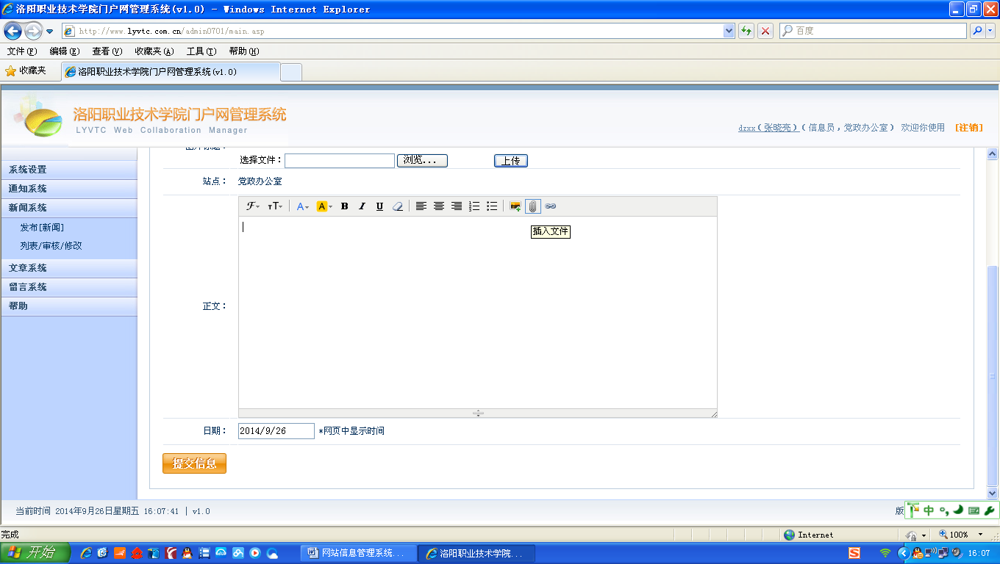 洛阳职业技术学院门户网管理系统(v1.0) - Windows Internet Explorer
http://www.lyvtc.com.cn/admin0701/main.asp
百度
文件(F) 编辑(E) 查看(V) 收藏夹(A) 工具(T) 帮助(H)
收藏夹 洛阳职业技术学院门户网管理系统(v1.0)
洛阳职业技术学院门户网管理系统
LYVTC Web Collaboration Manager
dzxx(张晓亮)(信息员,党政办公室) 欢迎你使用 [注销]
系统设置
通知系统
新闻系统
发布[新闻]
列表/审核/修改
文章系统
留言系统
帮助
选择文件: 浏览... 上传
站点: 党政办公室
插入文件
正文:
日期: 2014/9/26 *网页中显示时间
提交信息
当前时间 2014年9月26日星期五 16:07:41 | v1.0
版
中
完成 Internet 100%
开始 网站信息管理系统... 洛阳职业技术学院... 16:07